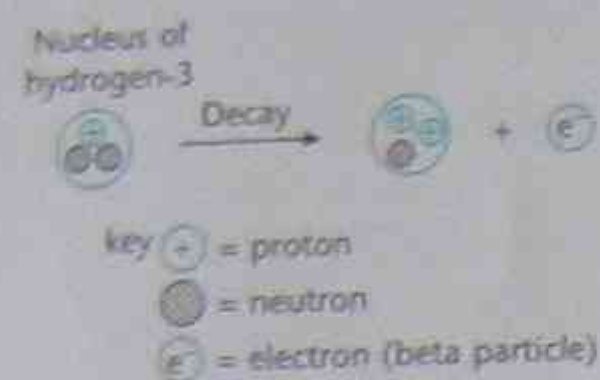 Nucleus of
hydrogen-3
Decay
+ e⁻
key + = proton
= neutron
e⁻ = electron (beta particle)